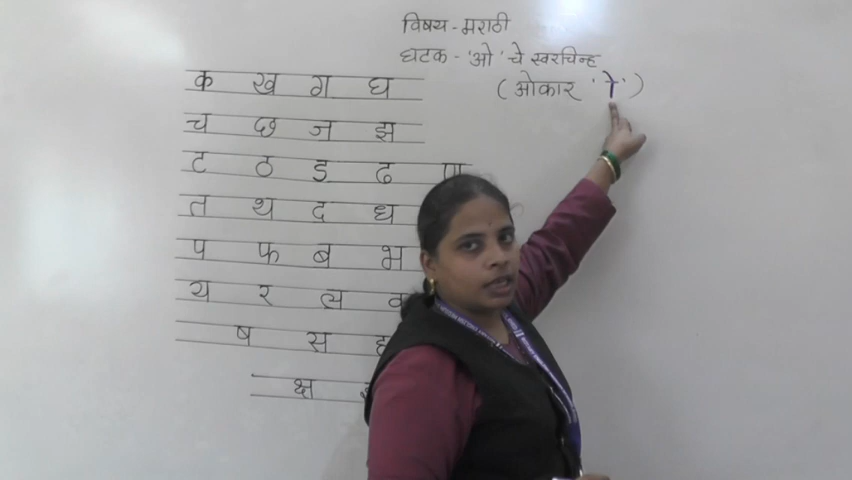 विषय - मराठी
घटक - 'ओ' चे स्वरचिन्ह
(ओकार 'ो')
क ख ग घ
च छ ज झ
ट ठ ड ढ ण
त थ द ध
प फ ब भ
य र ल व
ष स ह
क्ष